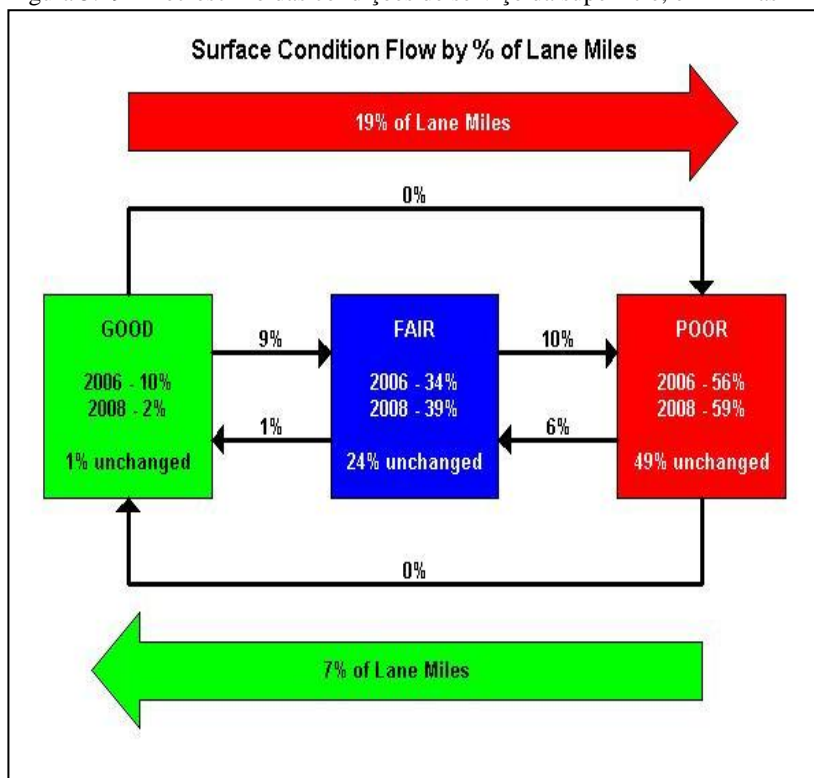 Surface Condition Flow by % of Lane Miles
19% of Lane Miles
0%
GOOD
2006 - 10%
2008 - 2%
1% unchanged
9%
1%
FAIR
2006 - 34%
2008 - 39%
24% unchanged
10%
6%
POOR
2006 - 56%
2008 - 59%
49% unchanged
0%
7% of Lane Miles